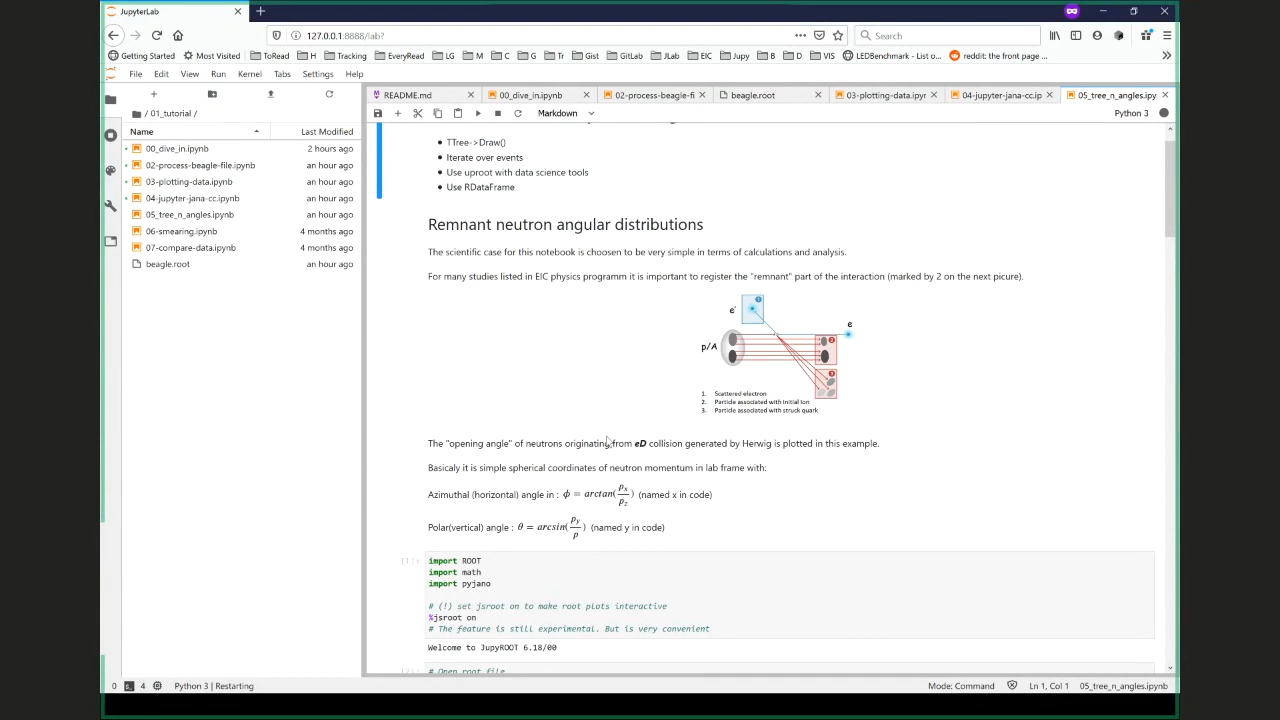 JupyterLab
127.0.0.1:8888/lab?
Search
Getting Started Most Visited ToRead H Tracking EveryRead LG M C G Tr Gist GitLab JLab EIC Jupy B D VIS LEDBenchmark - List o... reddit: the front page ...
File Edit View Run Kernel Tabs Settings Help
README.md 00_dive_in.ipynb 02-process-beagle-fi beagle.root 03-plotting-data.ipyr 04-jupyter-jana-cc.ip 05_tree_n_angles.ipy
/ 01_tutorial /
Markdown
Python 3
Name Last Modified
00_dive_in.ipynb 2 hours ago
02-process-beagle-file.ipynb an hour ago
03-plotting-data.ipynb an hour ago
04-jupyter-jana-cc.ipynb an hour ago
05_tree_n_angles.ipynb an hour ago
06-smearing.ipynb 4 months ago
07-compare-data.ipynb 4 months ago
beagle.root an hour ago
TTree->Draw()
Iterate over events
Use uproot with data science tools
Use RDataFrame
Remnant neutron angular distributions
The scientific case for this notebook is choosen to be very simple in terms of calculations and analysis.
For many studies listed in EIC physics programm it is important to register the "remnant" part of the interaction (marked by 2 on the next picure).
e' 1
e
p/A 2
3
1. Scattered electron
2. Particle associated with Initial Ion
3. Particle associated with struck quark
The "opening angle" of neutrons originating from eD collision generated by Herwig is plotted in this example.
Basicaly it is simple spherical coordinates of neutron momentum in lab frame with:
Azimuthal (horizontal) angle in : ϕ = arctan(px/pz) (named x in code)
Polar(vertical) angle : θ = arcsin(py/p) (named y in code)
[1]: import ROOT
import math
import pyjano
# (!) set jsroot on to make root plots interactive
%jsroot on
# The feature is still experimental. But is very convenient
Welcome to JupyROOT 6.18/00
# Open root file
0 4 Python 3 | Restarting Mode: Command Ln 1, Col 1 05_tree_n_angles.ipynb